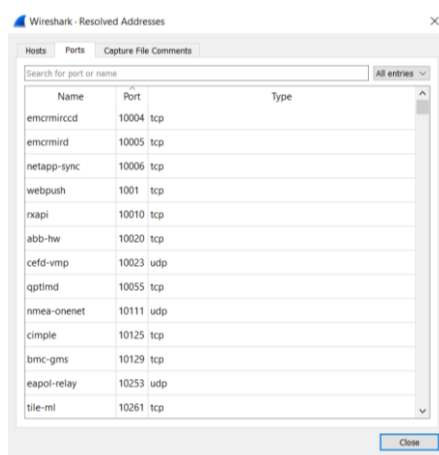 Wireshark · Resolved Addresses
Hosts Ports Capture File Comments
Search for port or name All entries
Name Port Type
emcrmirccd 10004 tcp
emcrmird 10005 tcp
netapp-sync 10006 tcp
webpush 1001 tcp
rxapi 10010 tcp
abb-hw 10020 tcp
cefd-vmp 10023 udp
qptlmd 10055 tcp
nmea-onenet 10111 udp
cimple 10125 tcp
bmc-gms 10129 tcp
eapol-relay 10253 udp
tile-ml 10261 tcp
Close